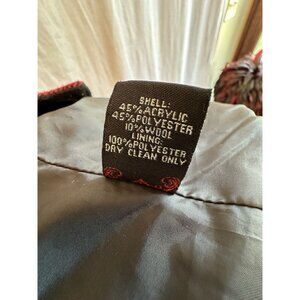 SHELL:
45%ACRYLIC
45%POLYESTER
10%WOOL
LINING:
100%POLYESTER
DRY CLEAN ONLY